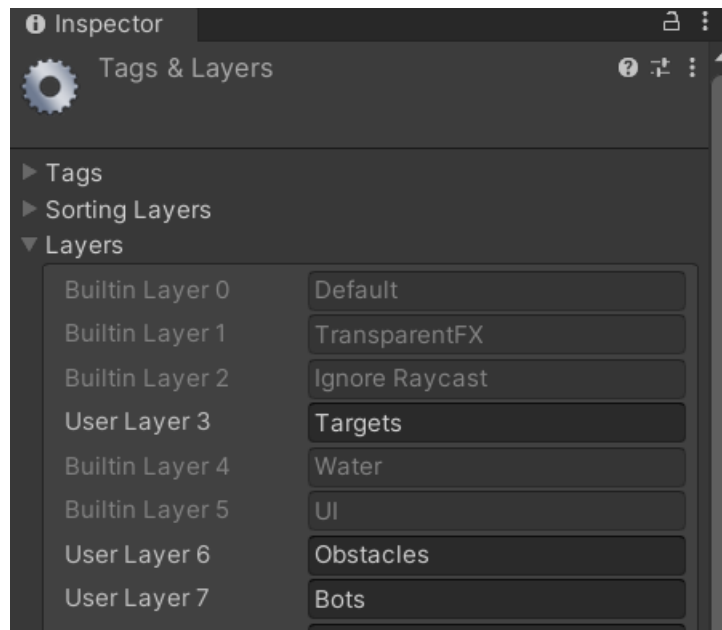 Inspector
Tags & Layers
Tags
Sorting Layers
Layers
Builtin Layer 0 Default
Builtin Layer 1 TransparentFX
Builtin Layer 2 Ignore Raycast
User Layer 3 Targets
Builtin Layer 4 Water
Builtin Layer 5 UI
User Layer 6 Obstacles
User Layer 7 Bots